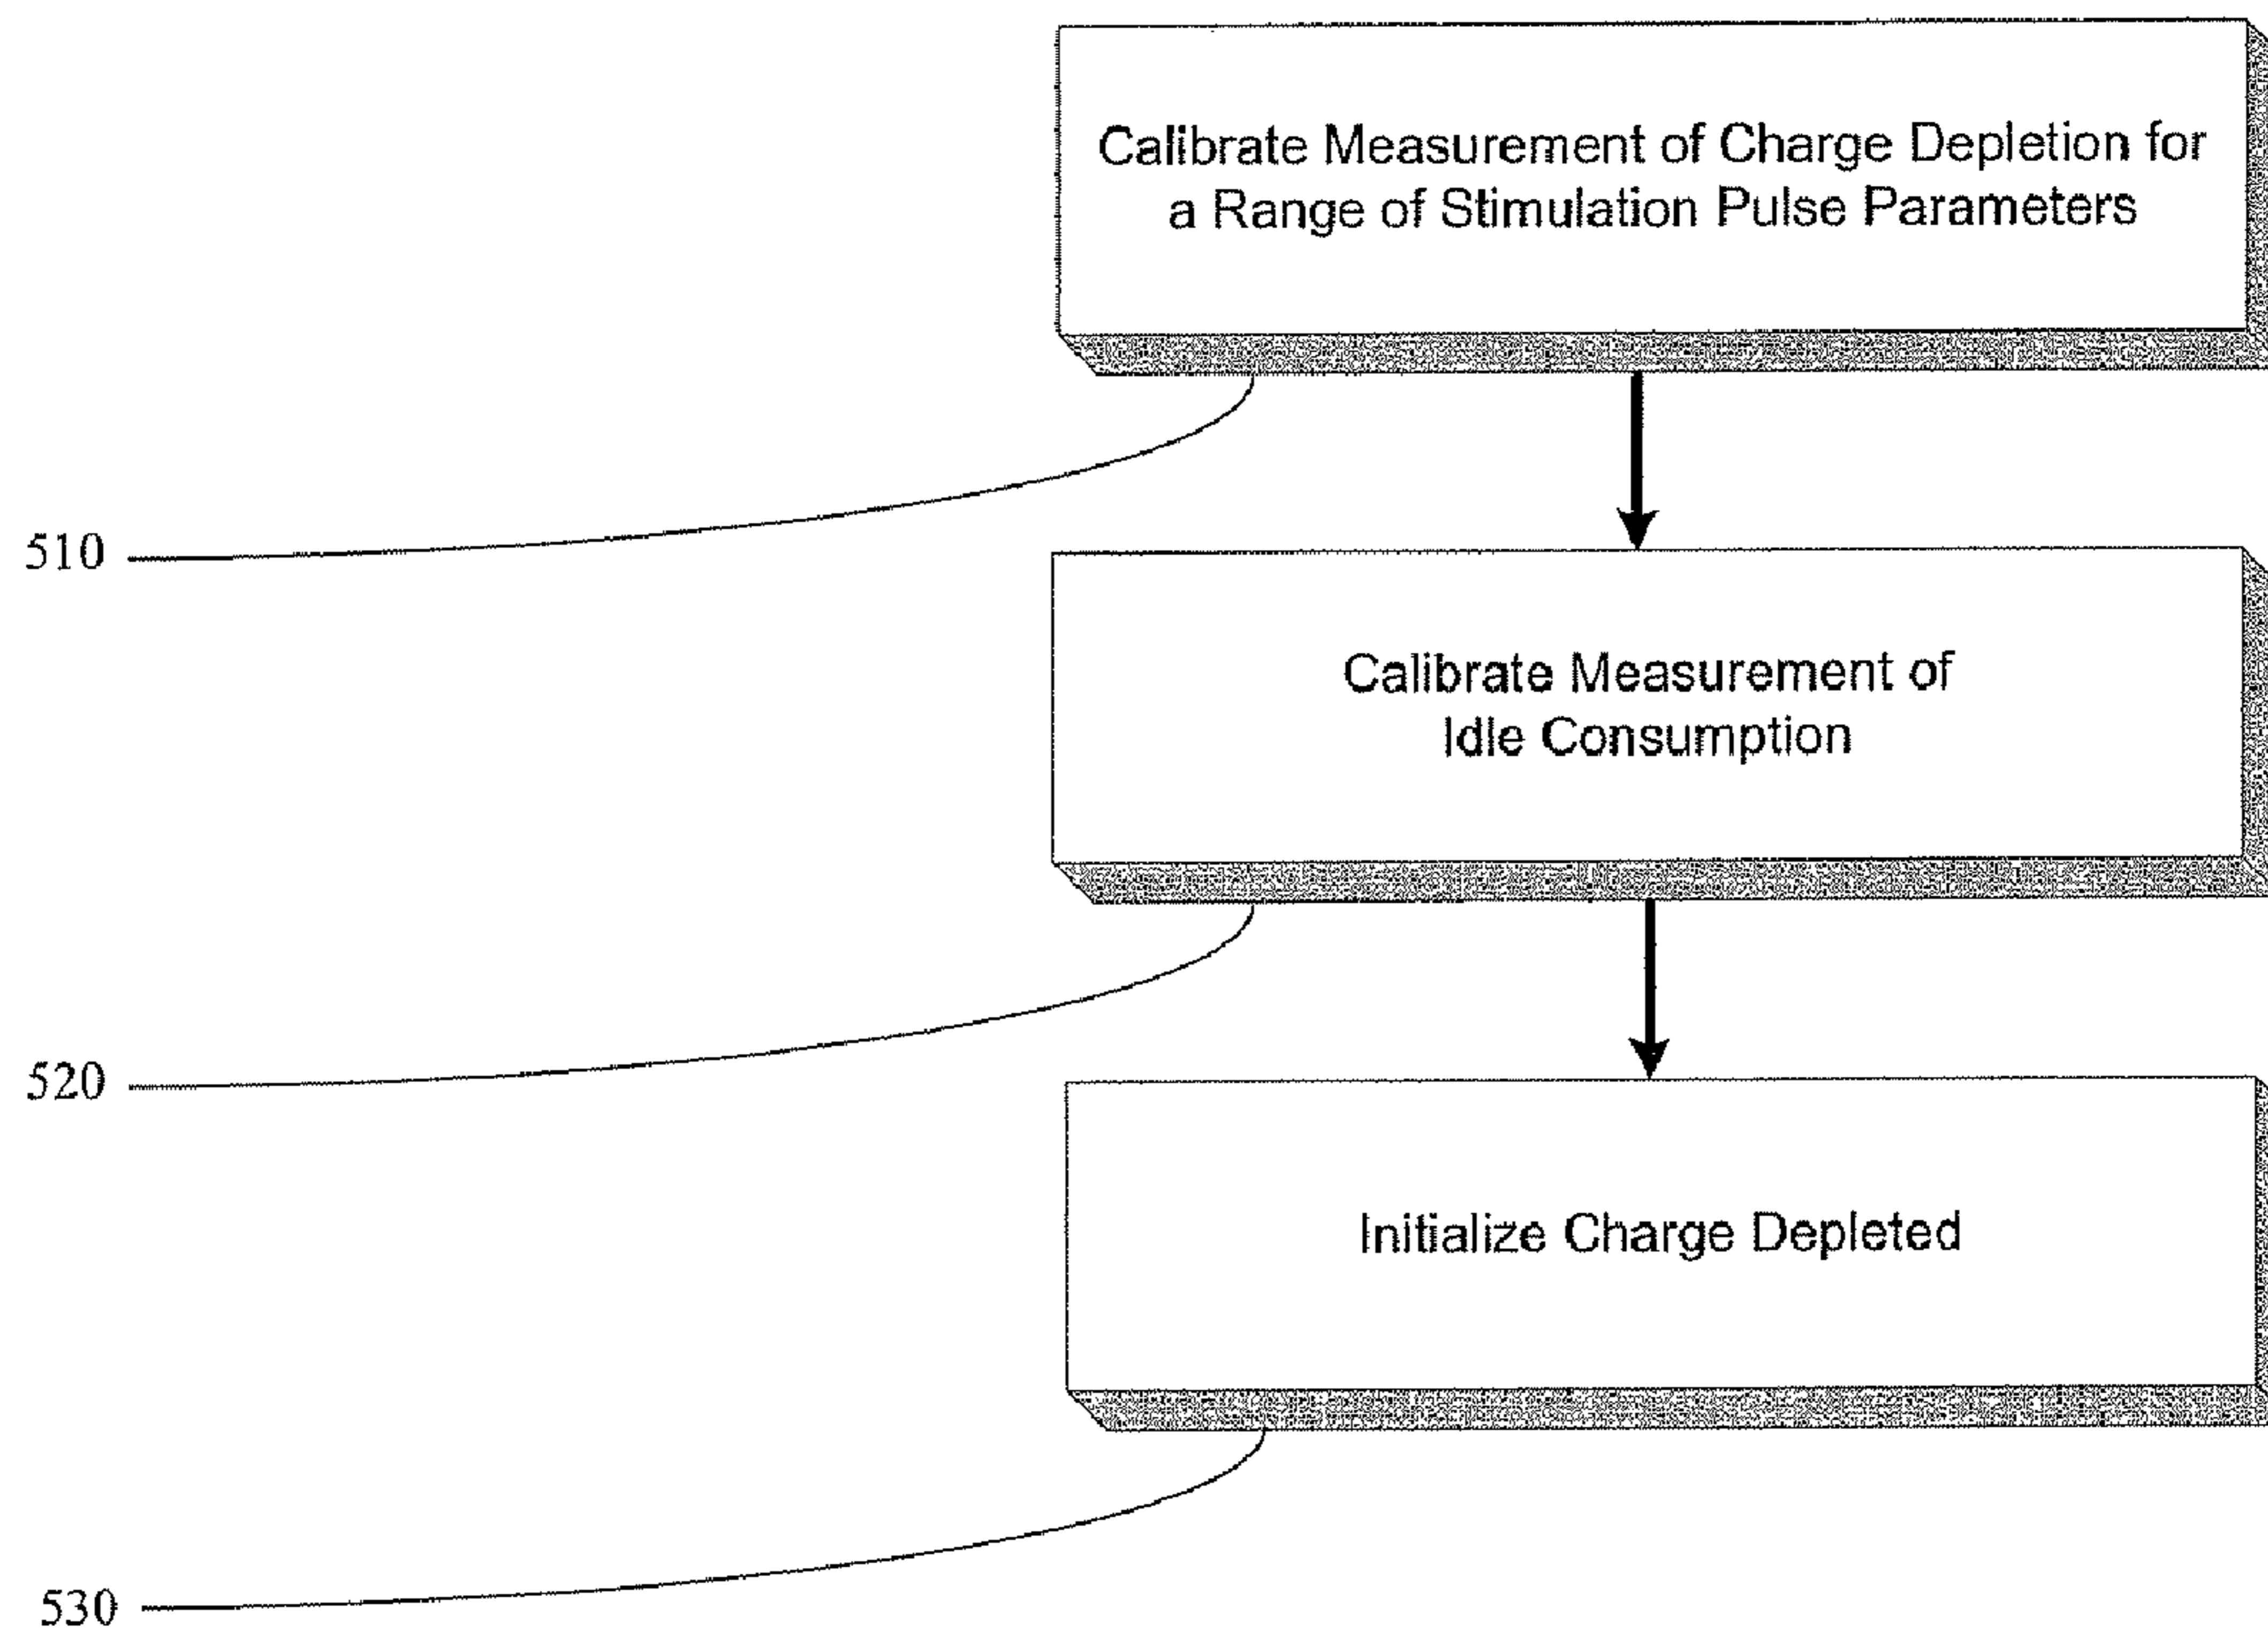 Calibrate Measurement of Charge Depletion for
a Range of Stimulation Pulse Parameters
510
Calibrate Measurement of
Idle Consumption
520
Initialize Charge Depleted
530